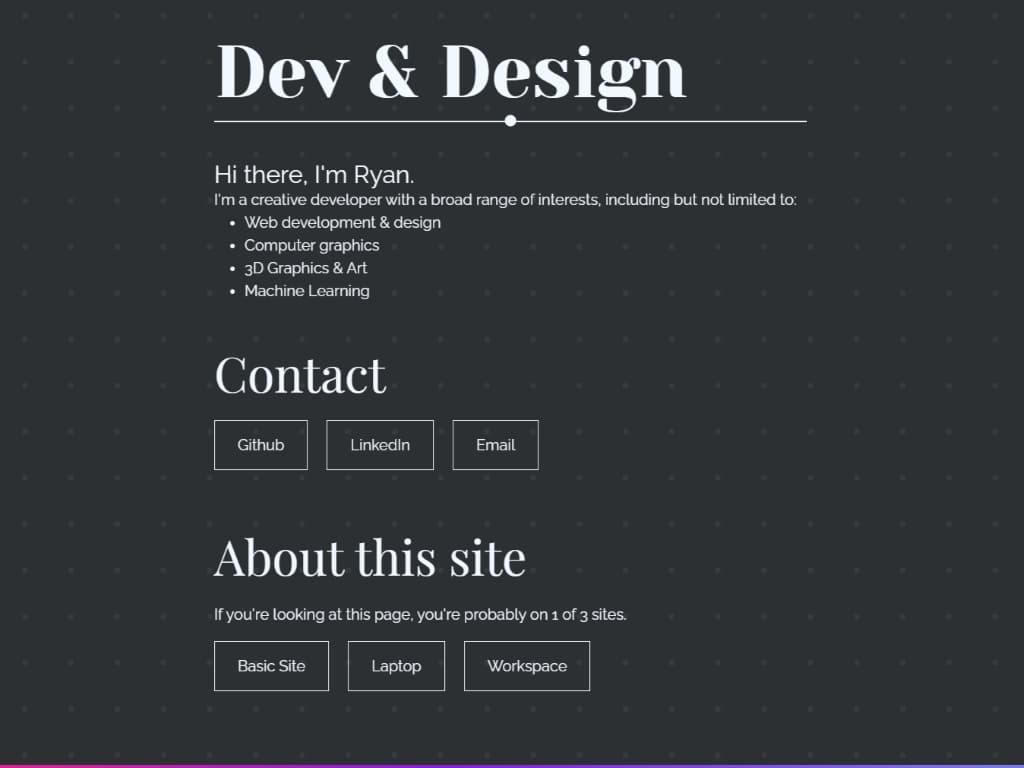 Dev & Design
Hi there, I'm Ryan.
I'm a creative developer with a broad range of interests, including but not limited to:
• Web development & design
• Computer graphics
• 3D Graphics & Art
• Machine Learning
Contact
Github LinkedIn Email
About this site
If you're looking at this page, you're probably on 1 of 3 sites.
Basic Site Laptop Workspace